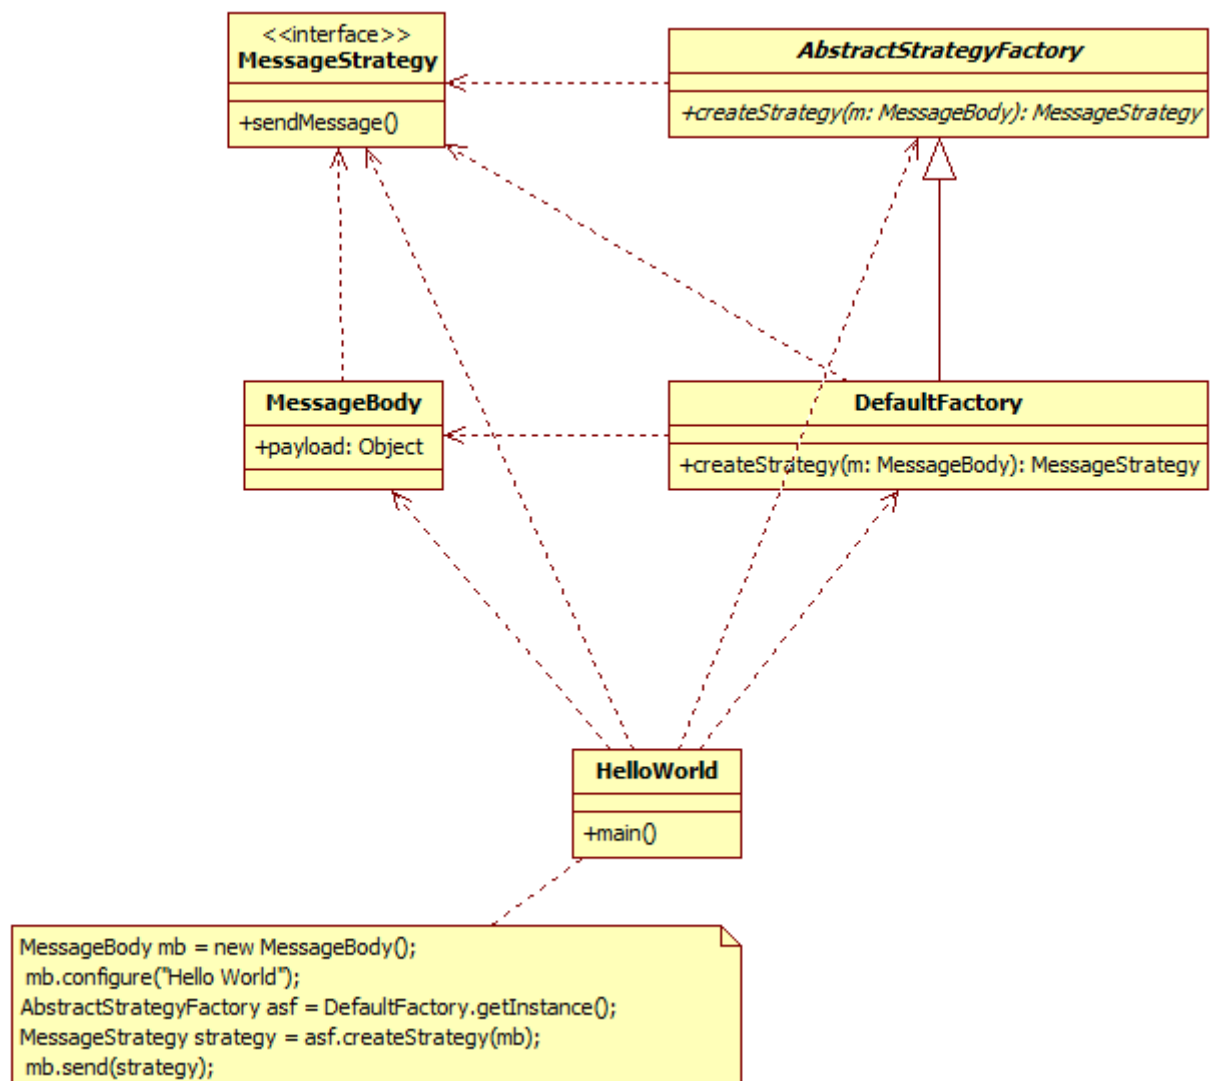 <<interface>>
MessageStrategy
+sendMessage()
AbstractStrategyFactory
+createStrategy(m: MessageBody): MessageStrategy
MessageBody
+payload: Object
DefaultFactory
+createStrategy(m: MessageBody): MessageStrategy
HelloWorld
+main()
MessageBody mb = new MessageBody();
mb.configure("Hello World");
AbstractStrategyFactory asf = DefaultFactory.getInstance();
MessageStrategy strategy = asf.createStrategy(mb);
mb.send(strategy);